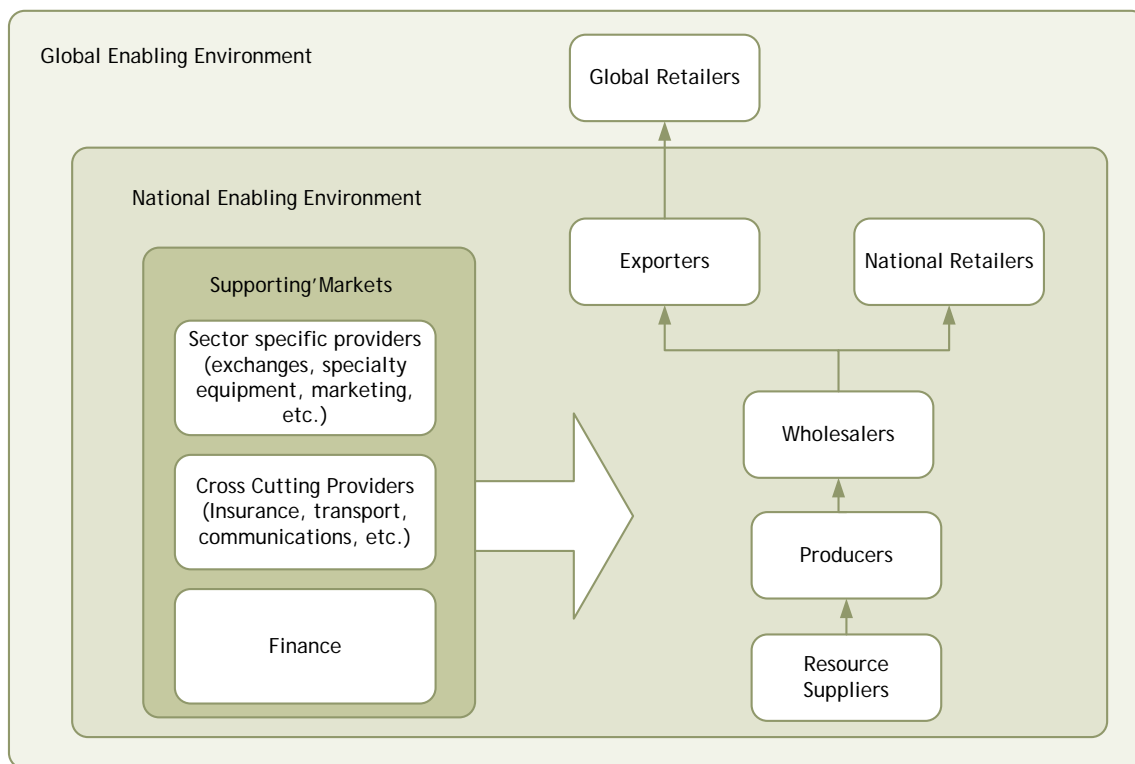 Global Enabling Environment
Global Retailers
National Enabling Environment
Exporters
National Retailers
Supporting'Markets
Sector specific providers
(exchanges, specialty
equipment, marketing,
etc.)
Wholesalers
Cross Cutting Providers
(Insurance, transport,
communications, etc.)
Producers
Finance
Resource
Suppliers